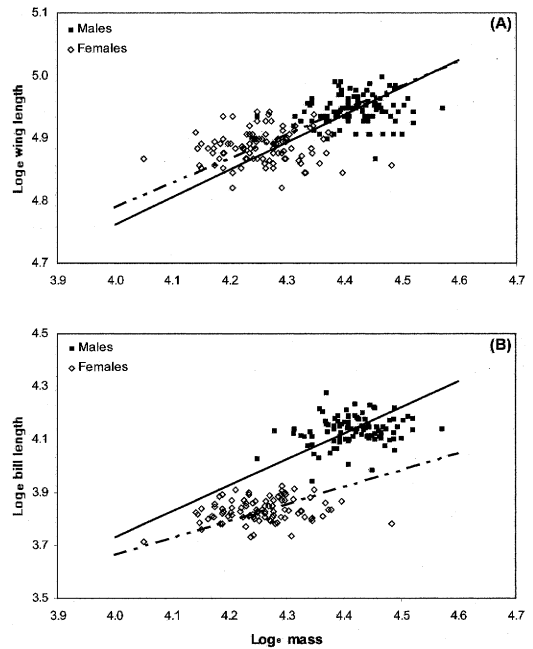 5.1
(A)
■ Males
◇ Females
5.0
4.9
4.8
4.7
Logₑ wing length
3.9 4.0 4.1 4.2 4.3 4.4 4.5 4.6 4.7
4.5
(B)
■ Males
◇ Females
4.3
4.1
3.9
3.7
3.5
Logₑ bill length
3.9 4.0 4.1 4.2 4.3 4.4 4.5 4.6 4.7
Logₑ mass